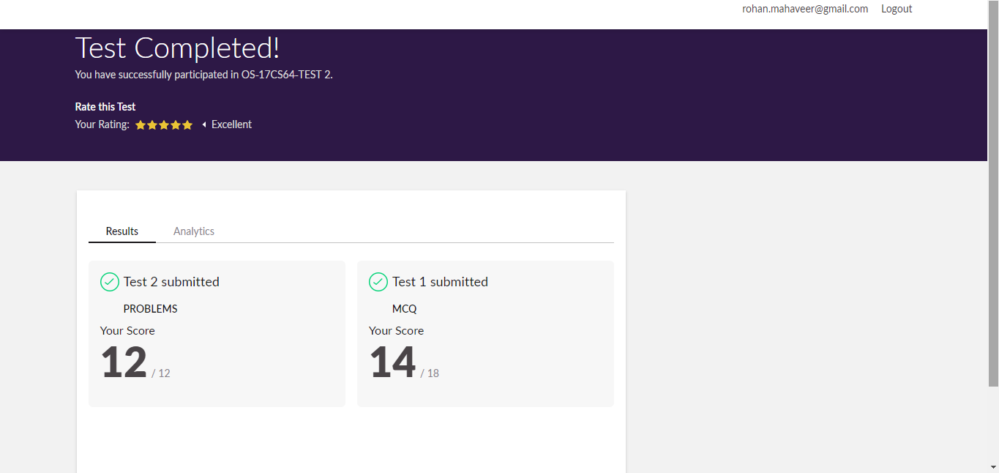 rohan.mahaveer@gmail.com Logout
Test Completed!
You have successfully participated in OS-17CS64-TEST 2.
Rate this Test
Your Rating: Excellent
Results Analytics
Test 2 submitted
PROBLEMS
Your Score
12 / 12
Test 1 submitted
MCQ
Your Score
14 / 18